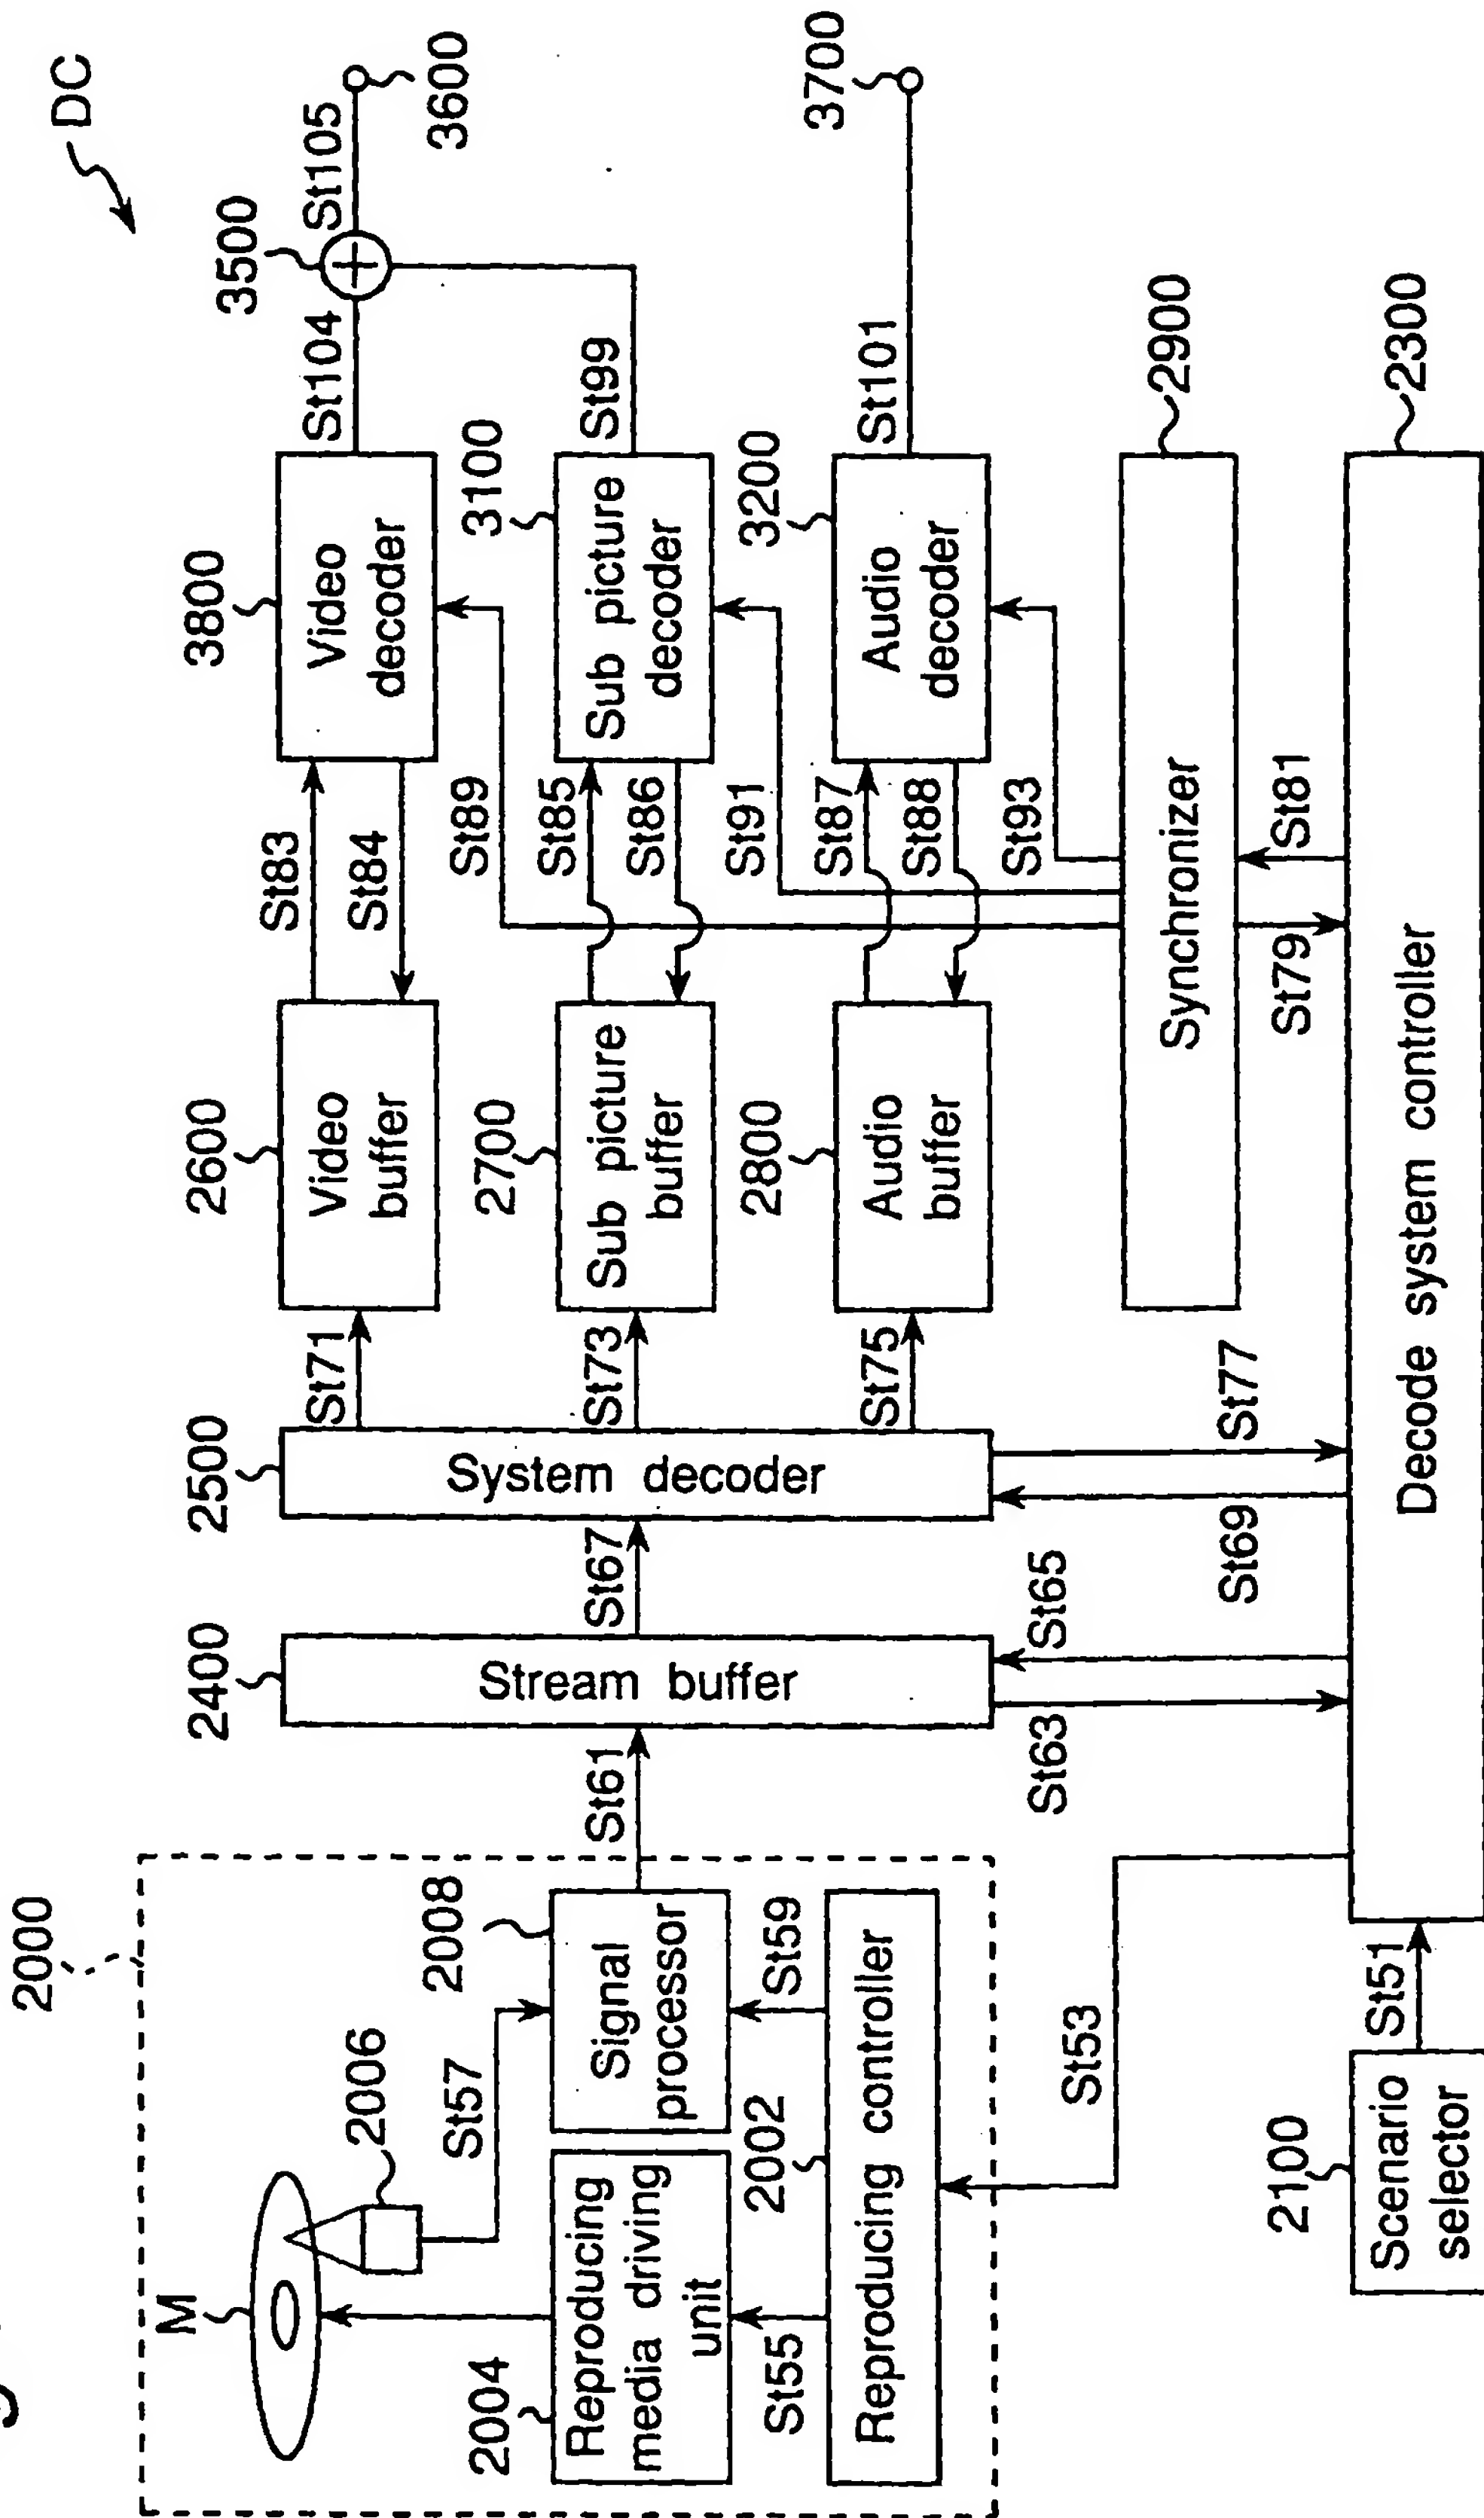 DC
2000
M
2006
2004
Reproducing
media driving
unit
St57
2008
Signal
processor
St55
2002
St59
Reproducing controller
St53
2100
Scenario
selector
St51
St61
2400
Stream buffer
St63
St65
St67
2500
System decoder
St69
St77
St71
St73
St75
2600
Video
buffer
2700
Sub picture
buffer
2800
Audio
buffer
St83
St84
St89
St85
St86
St91
St87
St88
St93
3800
Video
decoder
3100
Sub picture
decoder
3200
Audio
decoder
St104
3500
St105
3600
St99
St101
3700
Synchronizer
2900
St79
St81
Decode system controller
2300